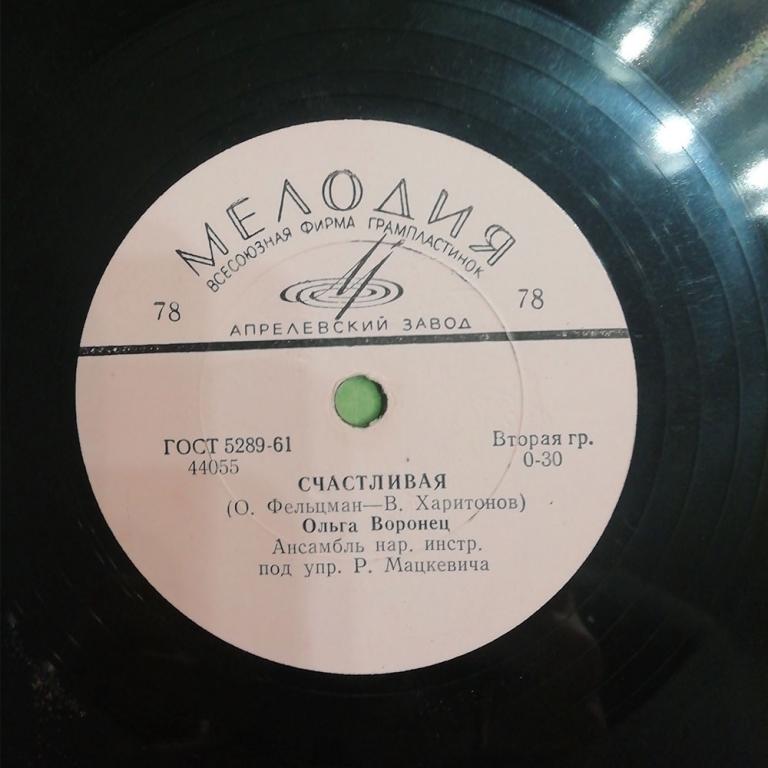 МЕЛОДИЯ
ВСЕСОЮЗНАЯ ФИРМА ГРАМПЛАСТИНОК
78 78
АПРЕЛЕВСКИЙ ЗАВОД
ГОСТ 5289-61 Вторая гр.
44055 0-30
СЧАСТЛИВАЯ
(О. Фельцман—В. Харитонов)
Ольга Воронец
Ансамбль нар. инстр.
под упр. Р. Мацкевича